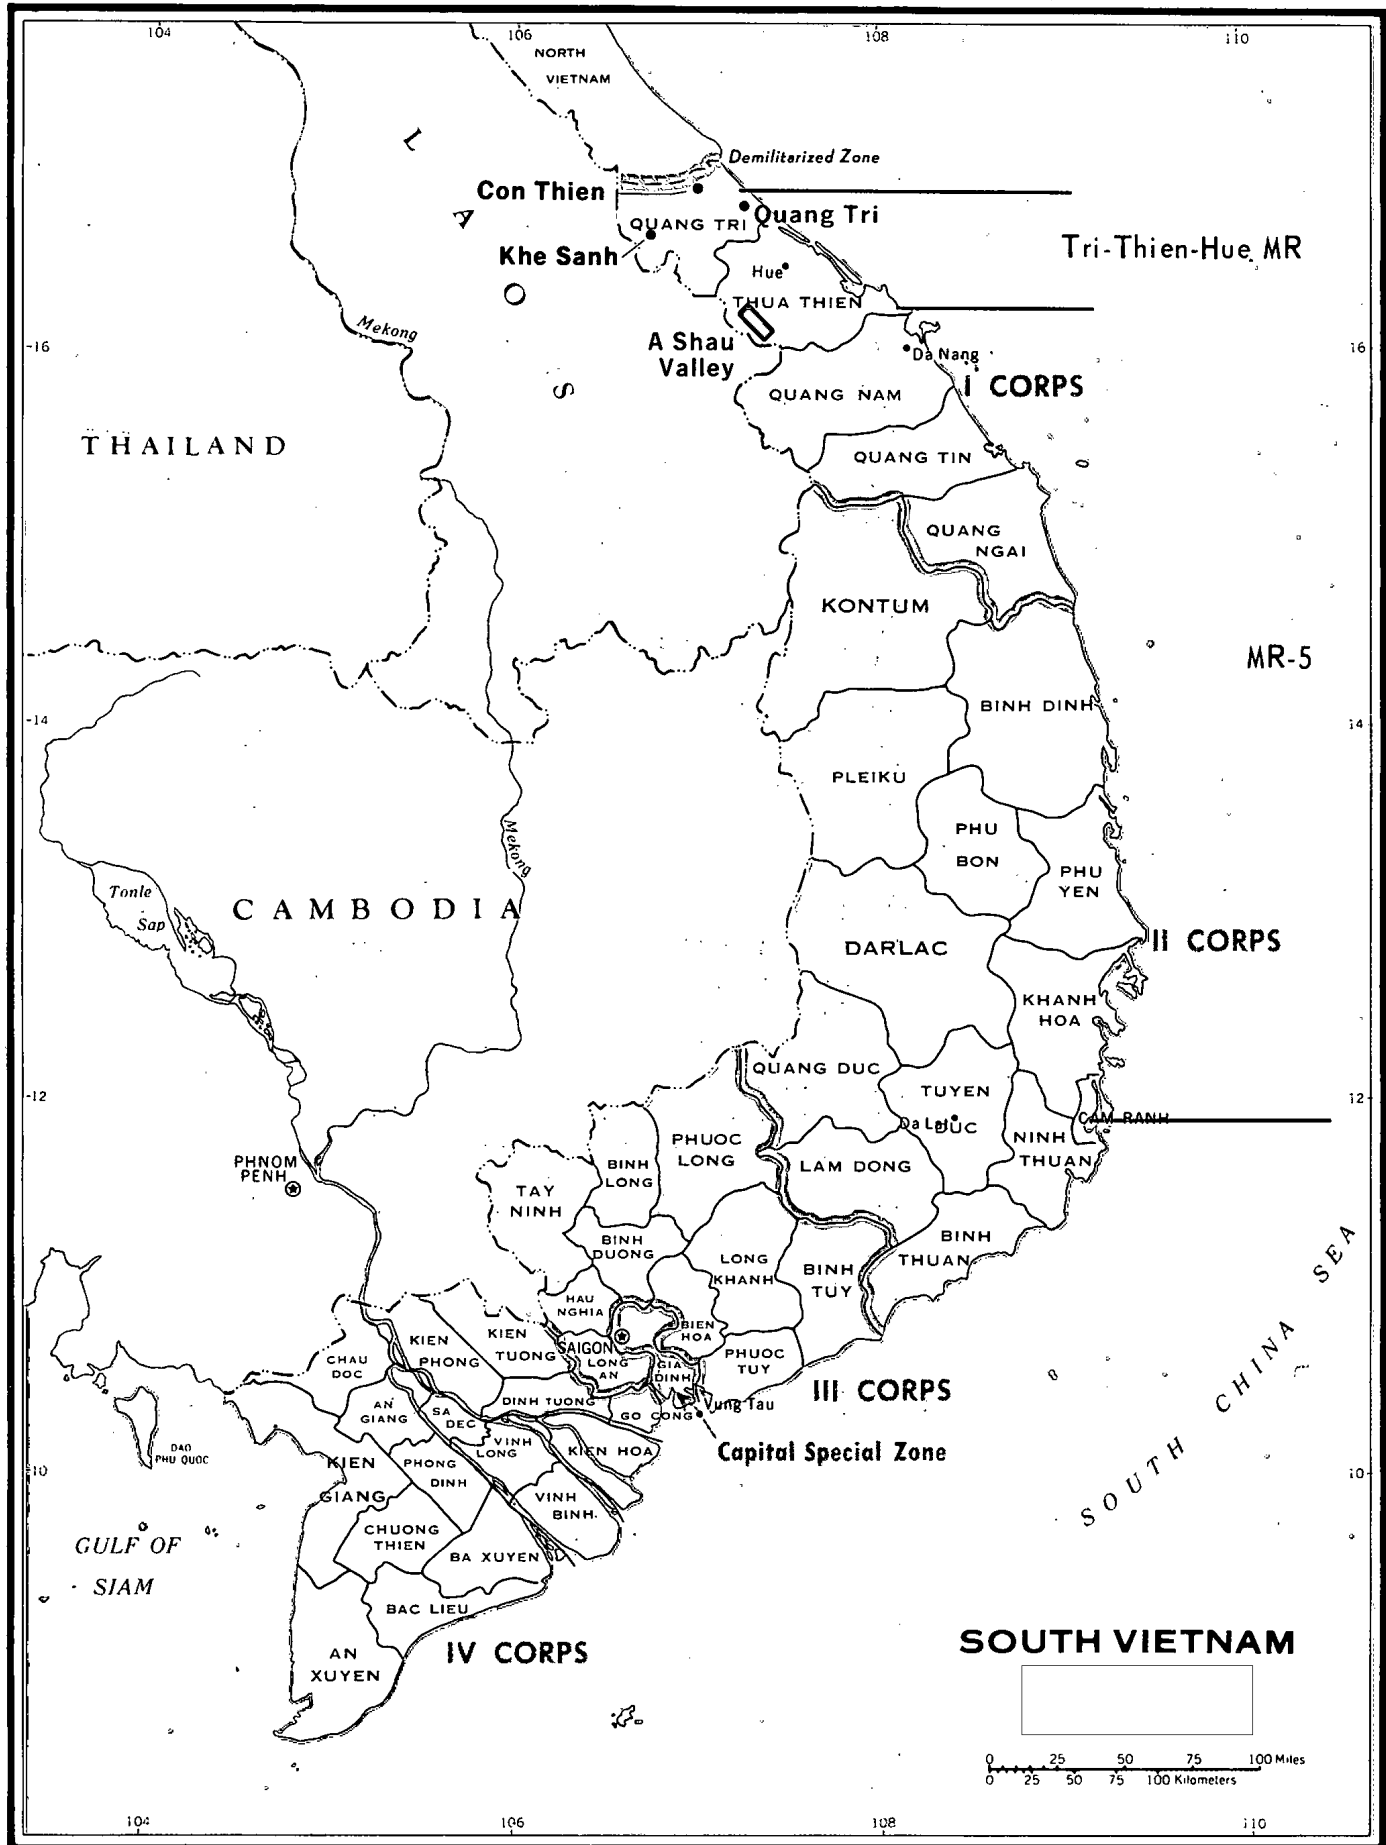 104 106 108 110
NORTH
VIETNAM
L
A
O
S
Demilitarized Zone
Con Thien
QUANG TRI
Quang Tri
Khe Sanh
Tri-Thien-Hue MR
Hue
THUA THIEN
Mekong
A Shau
Valley
16 16
Da Nang
I CORPS
QUANG NAM
THAILAND
QUANG TIN
QUANG
NGAI
KONTUM
MR-5
BINH DINH
14 14
PLEIKU
PHU
BON
Mekong
PHU
YEN
Tonle
Sap
CAMBODIA
DARLAC
II CORPS
KHANH
HOA
QUANG DUC
TUYEN
DUC
Da Lat
12 12
CAM RANH
NINH
THUAN
PHUOC
LONG
LAM DONG
BINH
LONG
PHNOM
PENH
TAY
NINH
BINH
DUONG
LONG
KHANH
BINH
TUY
BINH
THUAN
HAU
NGHIA
BIEN
HOA
SAIGON
KIEN
PHONG
KIEN
TUONG
LONG
AN
GIA
DINH
PHUOC
TUY
CHAU
DOC
III CORPS
AN
GIANG
SA
DEC
DINH TUONG
GO CONG
Vung Tau
Capital Special Zone
VINH
LONG
KIEN HOA
DAO
PHU QUOC
10 10
KIEN
GIANG
PHONG
DINH
VINH
BINH
CHUONG
THIEN
BA XUYEN
GULF OF
SIAM
BAC LIEU
AN
XUYEN
IV CORPS
SOUTH CHINA SEA
SOUTH VIETNAM
0 25 50 75 100 Miles
0 25 50 75 100 Kilometers
104 106 108 110